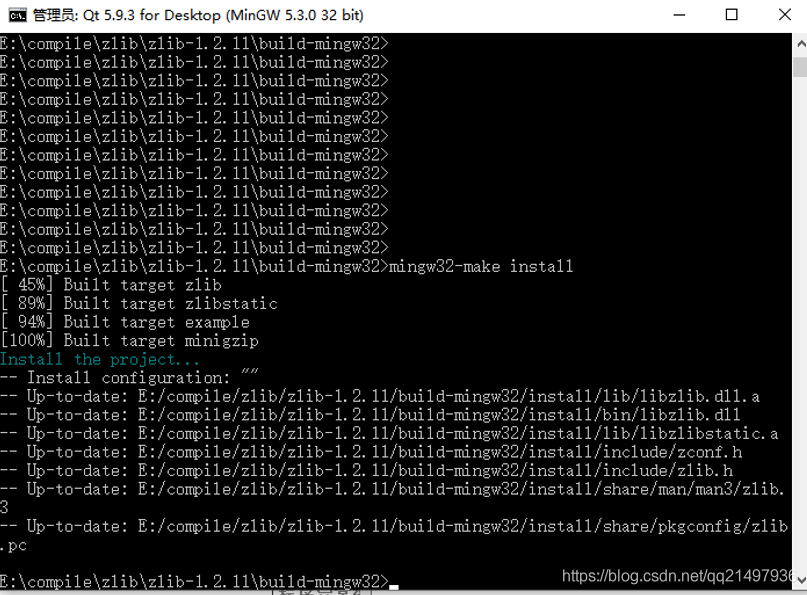 管理员: Qt 5.9.3 for Desktop (MinGW 5.3.0 32 bit)
E:\compile\zlib\zlib-1.2.11\build-mingw32>
E:\compile\zlib\zlib-1.2.11\build-mingw32>
E:\compile\zlib\zlib-1.2.11\build-mingw32>
E:\compile\zlib\zlib-1.2.11\build-mingw32>
E:\compile\zlib\zlib-1.2.11\build-mingw32>
E:\compile\zlib\zlib-1.2.11\build-mingw32>
E:\compile\zlib\zlib-1.2.11\build-mingw32>
E:\compile\zlib\zlib-1.2.11\build-mingw32>
E:\compile\zlib\zlib-1.2.11\build-mingw32>
E:\compile\zlib\zlib-1.2.11\build-mingw32>
E:\compile\zlib\zlib-1.2.11\build-mingw32>
E:\compile\zlib\zlib-1.2.11\build-mingw32>
E:\compile\zlib\zlib-1.2.11\build-mingw32>mingw32-make install
[ 45%] Built target zlib
[ 89%] Built target zlibstatic
[ 94%] Built target example
[100%] Built target minigzip
Install the project...
-- Install configuration: ""
-- Up-to-date: E:/compile/zlib/zlib-1.2.11/build-mingw32/install/lib/libzlib.dll.a
-- Up-to-date: E:/compile/zlib/zlib-1.2.11/build-mingw32/install/bin/libzlib.dll
-- Up-to-date: E:/compile/zlib/zlib-1.2.11/build-mingw32/install/lib/libzlibstatic.a
-- Up-to-date: E:/compile/zlib/zlib-1.2.11/build-mingw32/install/include/zconf.h
-- Up-to-date: E:/compile/zlib/zlib-1.2.11/build-mingw32/install/include/zlib.h
-- Up-to-date: E:/compile/zlib/zlib-1.2.11/build-mingw32/install/share/man/man3/zlib.
3
-- Up-to-date: E:/compile/zlib/zlib-1.2.11/build-mingw32/install/share/pkgconfig/zlib
.pc
E:\compile\zlib\zlib-1.2.11\build-mingw32>
https://blog.csdn.net/qq21497936